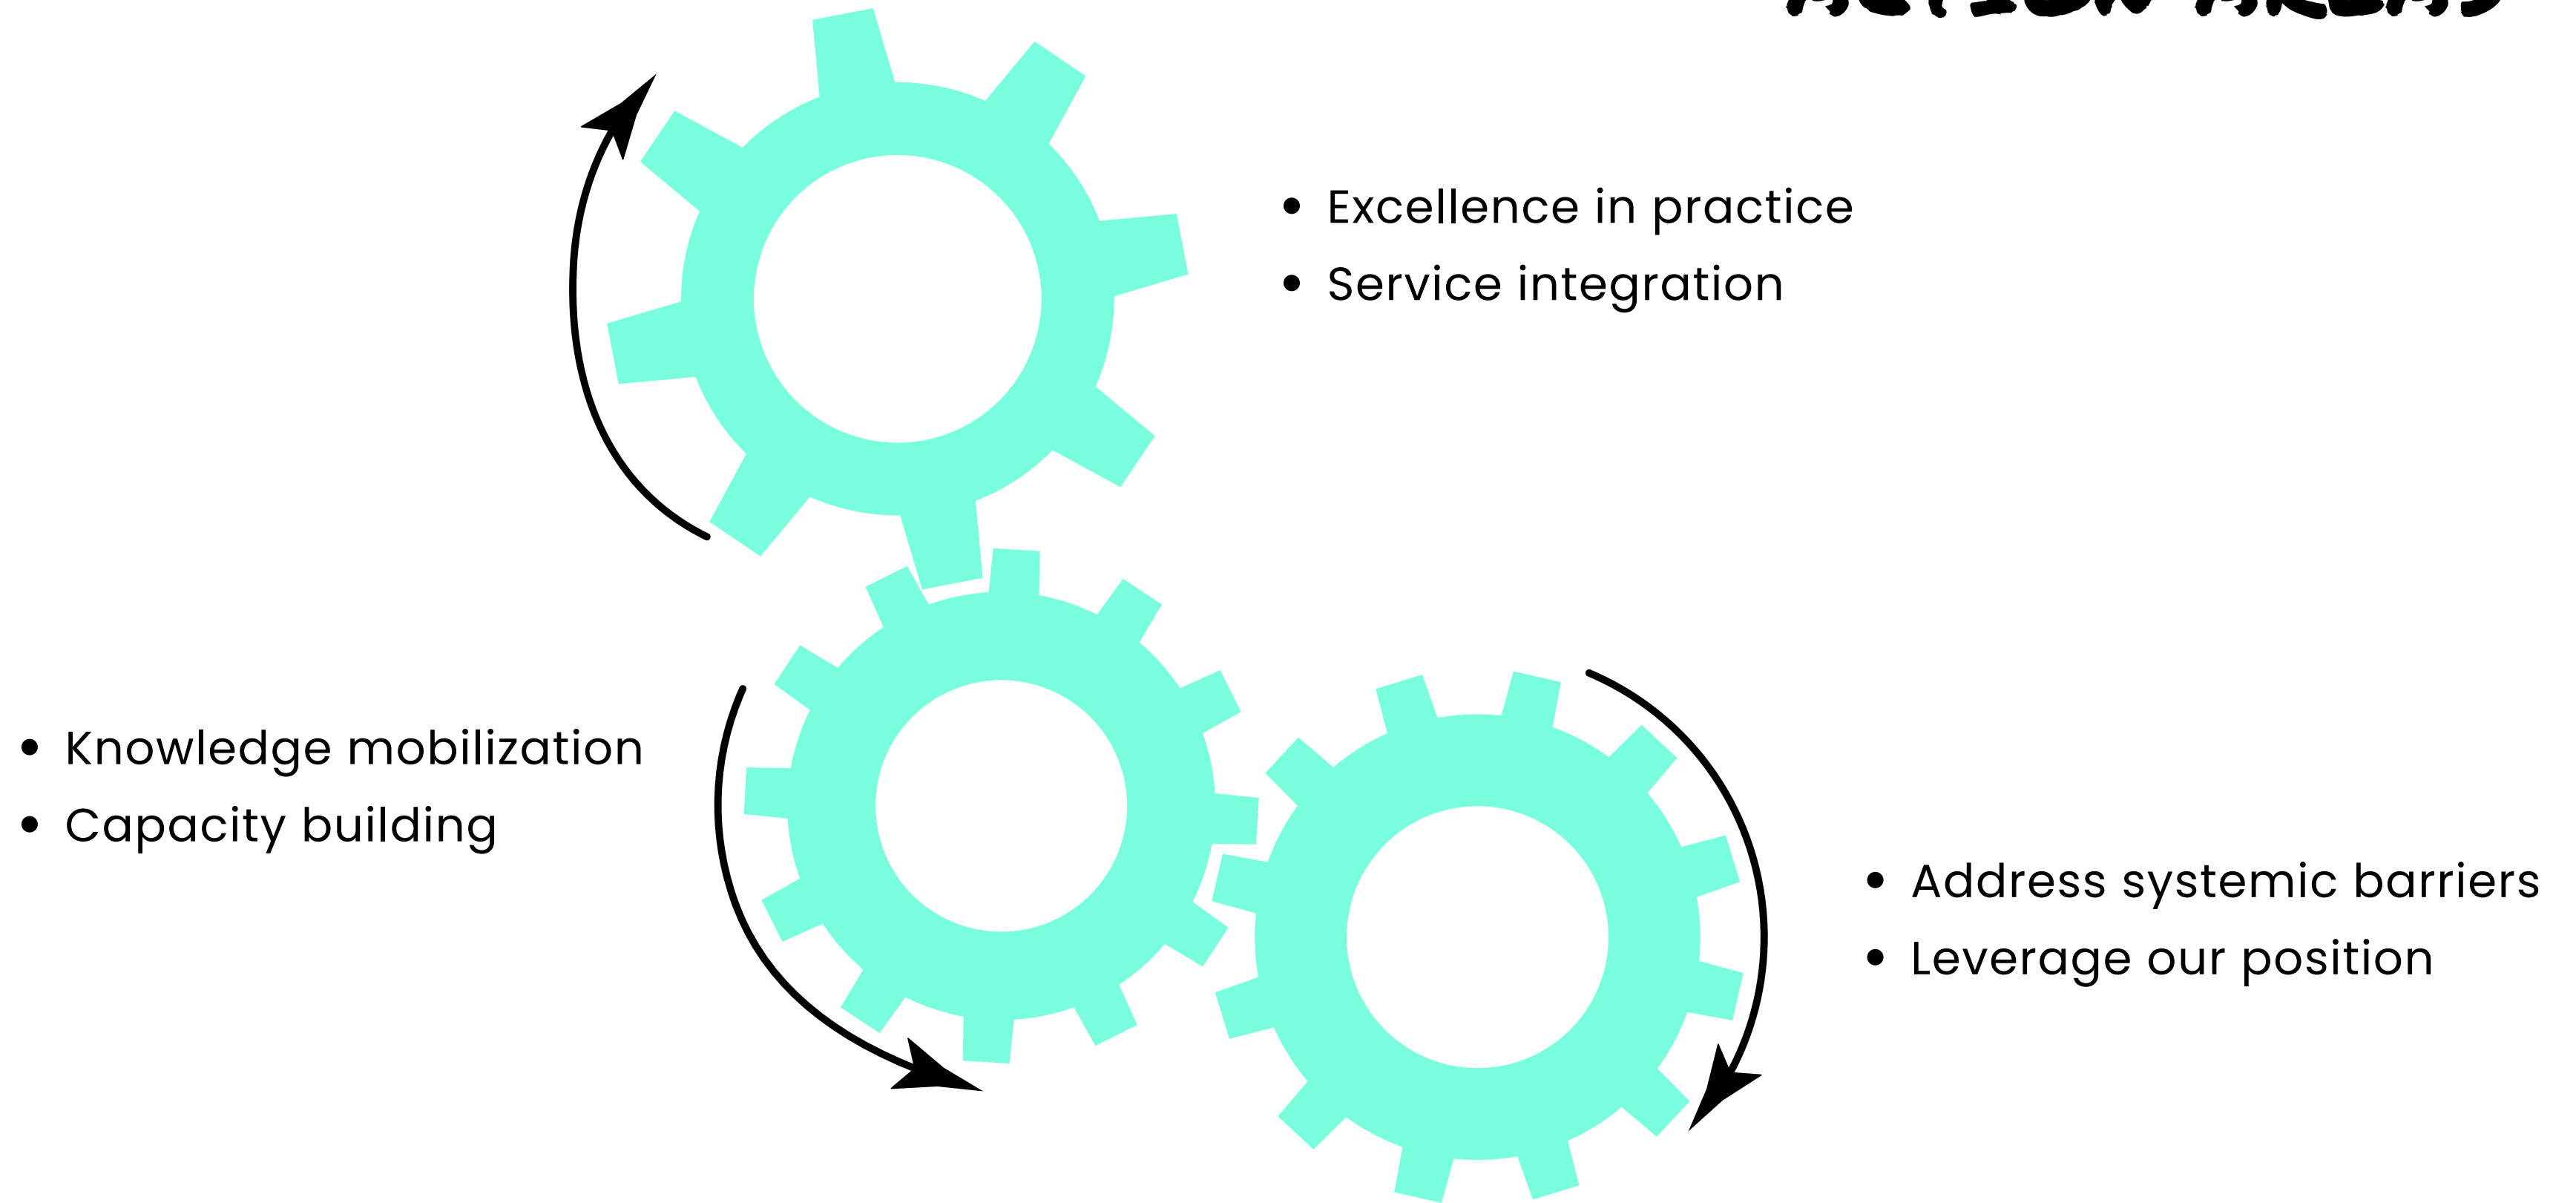 • Excellence in practice
• Service integration
• Knowledge mobilization
• Capacity building
• Address systemic barriers
• Leverage our position